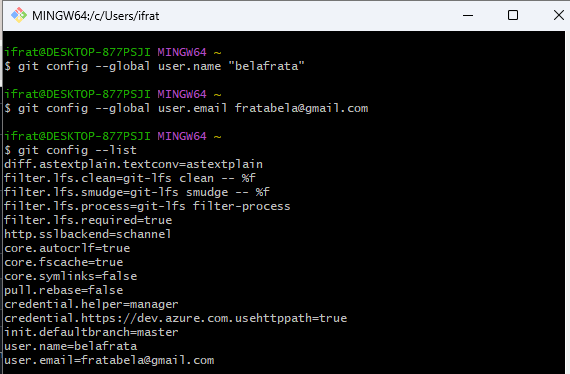 MINGW64:/c/Users/ifrat
ifrat@DESKTOP-877PSJI MINGW64 ~
$ git config --global user.name "belafrata"
ifrat@DESKTOP-877PSJI MINGW64 ~
$ git config --global user.email fratabela@gmail.com
ifrat@DESKTOP-877PSJI MINGW64 ~
$ git config --list
diff.astextplain.textconv=astextplain
filter.lfs.clean=git-lfs clean -- %f
filter.lfs.smudge=git-lfs smudge -- %f
filter.lfs.process=git-lfs filter-process
filter.lfs.required=true
http.sslbackend=schannel
core.autocrlf=true
core.fscache=true
core.symlinks=false
pull.rebase=false
credential.helper=manager
credential.https://dev.azure.com.usehttppath=true
init.defaultbranch=master
user.name=belafrata
user.email=fratabela@gmail.com